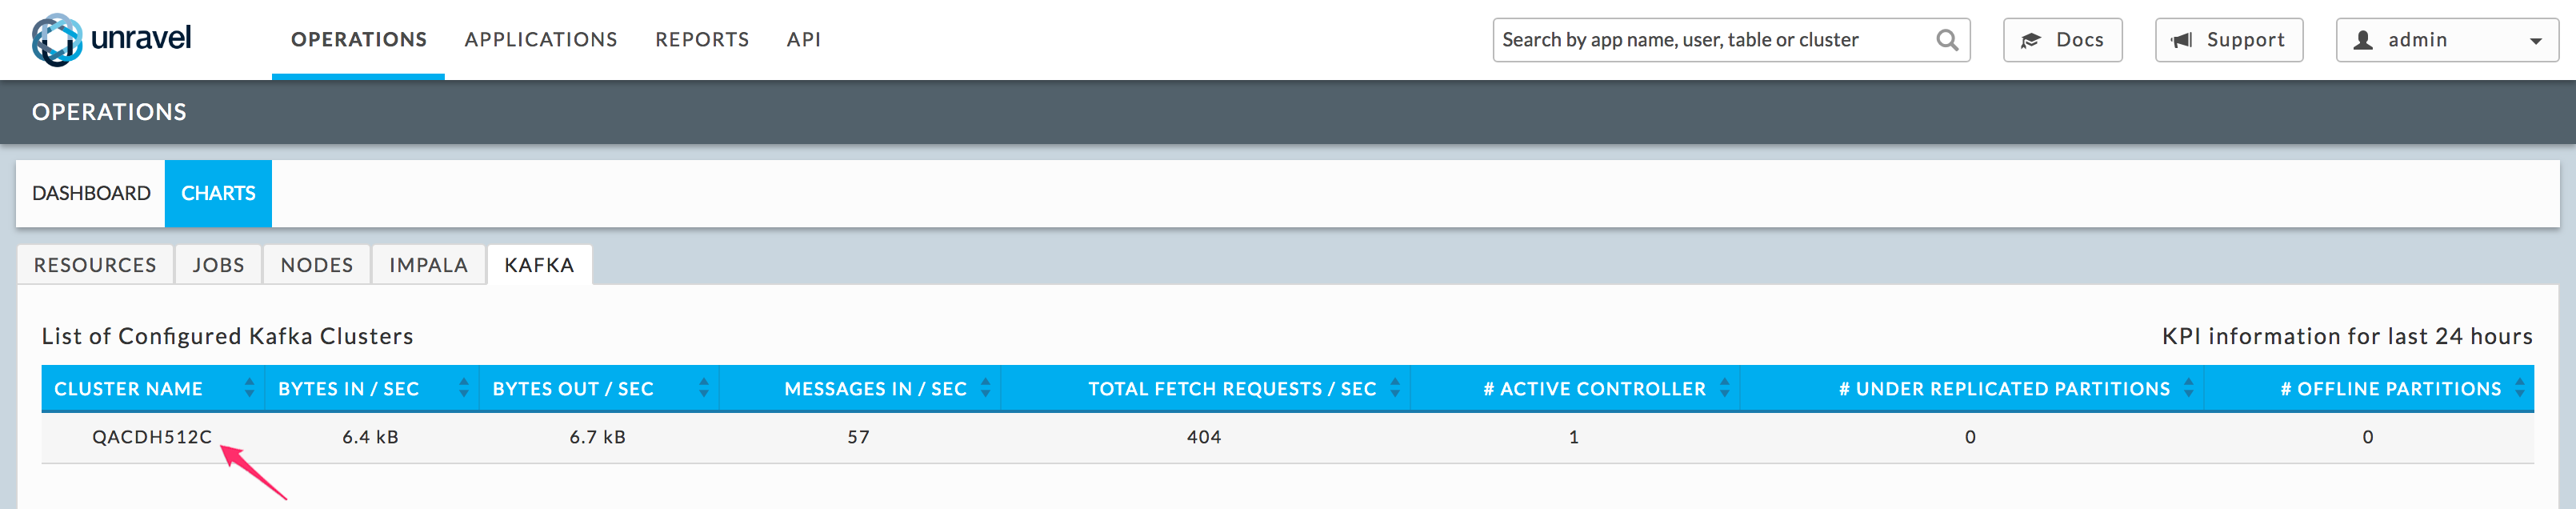 unravel OPERATIONS APPLICATIONS REPORTS API Search by app name, user, table or cluster Docs Support admin
OPERATIONS
DASHBOARD CHARTS
RESOURCES JOBS NODES IMPALA KAFKA
List of Configured Kafka Clusters KPI information for last 24 hours
CLUSTER NAME BYTES IN / SEC BYTES OUT / SEC MESSAGES IN / SEC TOTAL FETCH REQUESTS / SEC # ACTIVE CONTROLLER # UNDER REPLICATED PARTITIONS # OFFLINE PARTITIONS
QACDH512C 6.4 kB 6.7 kB 57 404 1 0 0